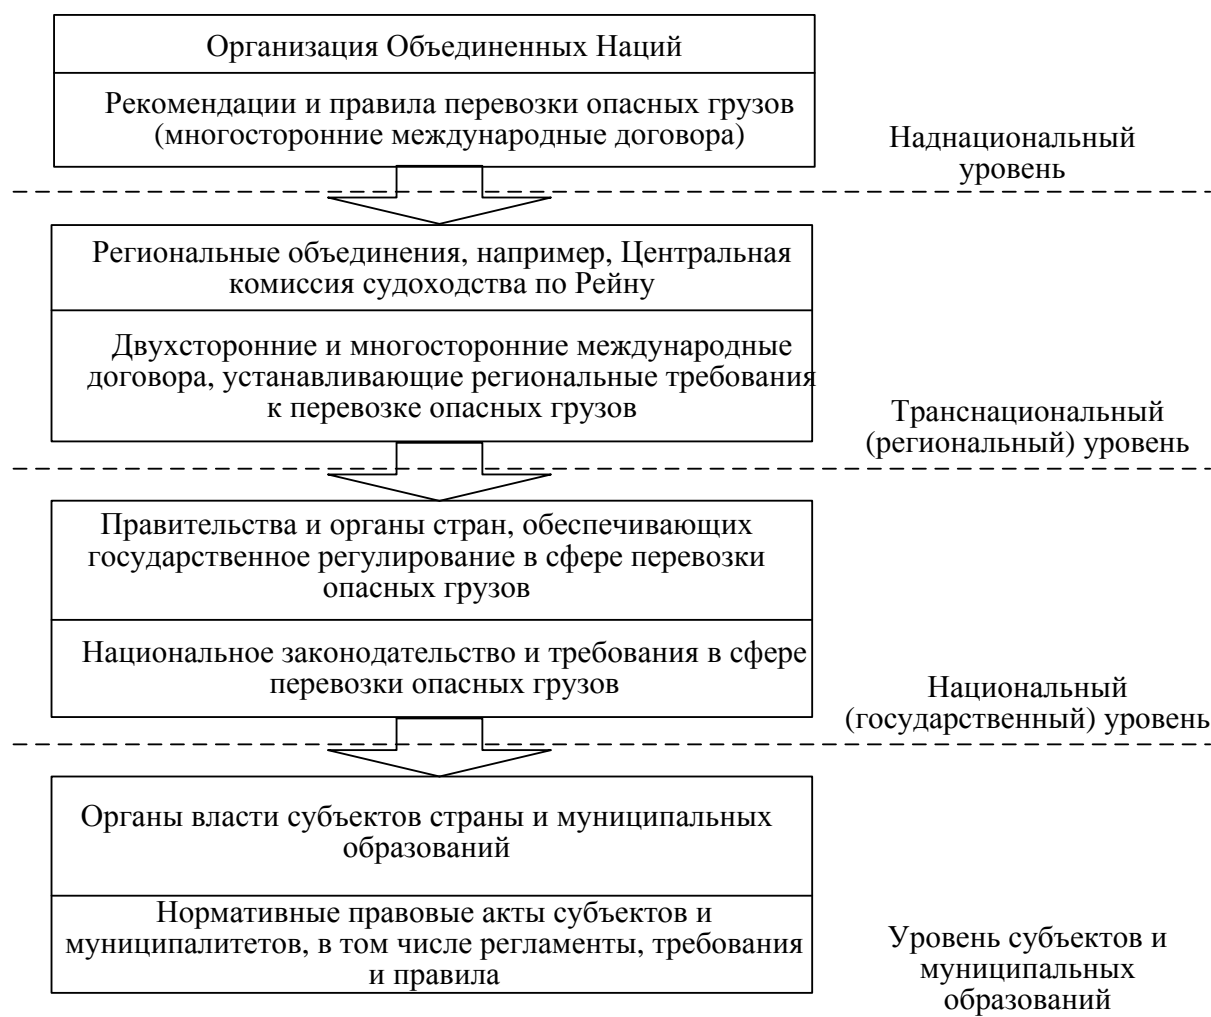 Организация Объединенных Наций
Рекомендации и правила перевозки опасных грузов
(многосторонние международные договора)
Наднациональный
уровень
Региональные объединения, например, Центральная
комиссия судоходства по Рейну
Двухсторонние и многосторонние международные
договора, устанавливающие региональные требования
к перевозке опасных грузов
Транснациональный
(региональный) уровень
Правительства и органы стран, обеспечивающих
государственное регулирование в сфере перевозки
опасных грузов
Национальное законодательство и требования в сфере
перевозки опасных грузов
Национальный
(государственный) уровень
Органы власти субъектов страны и муниципальных
образований
Нормативные правовые акты субъектов и
муниципалитетов, в том числе регламенты, требования
и правила
Уровень субъектов и
муниципальных
образований